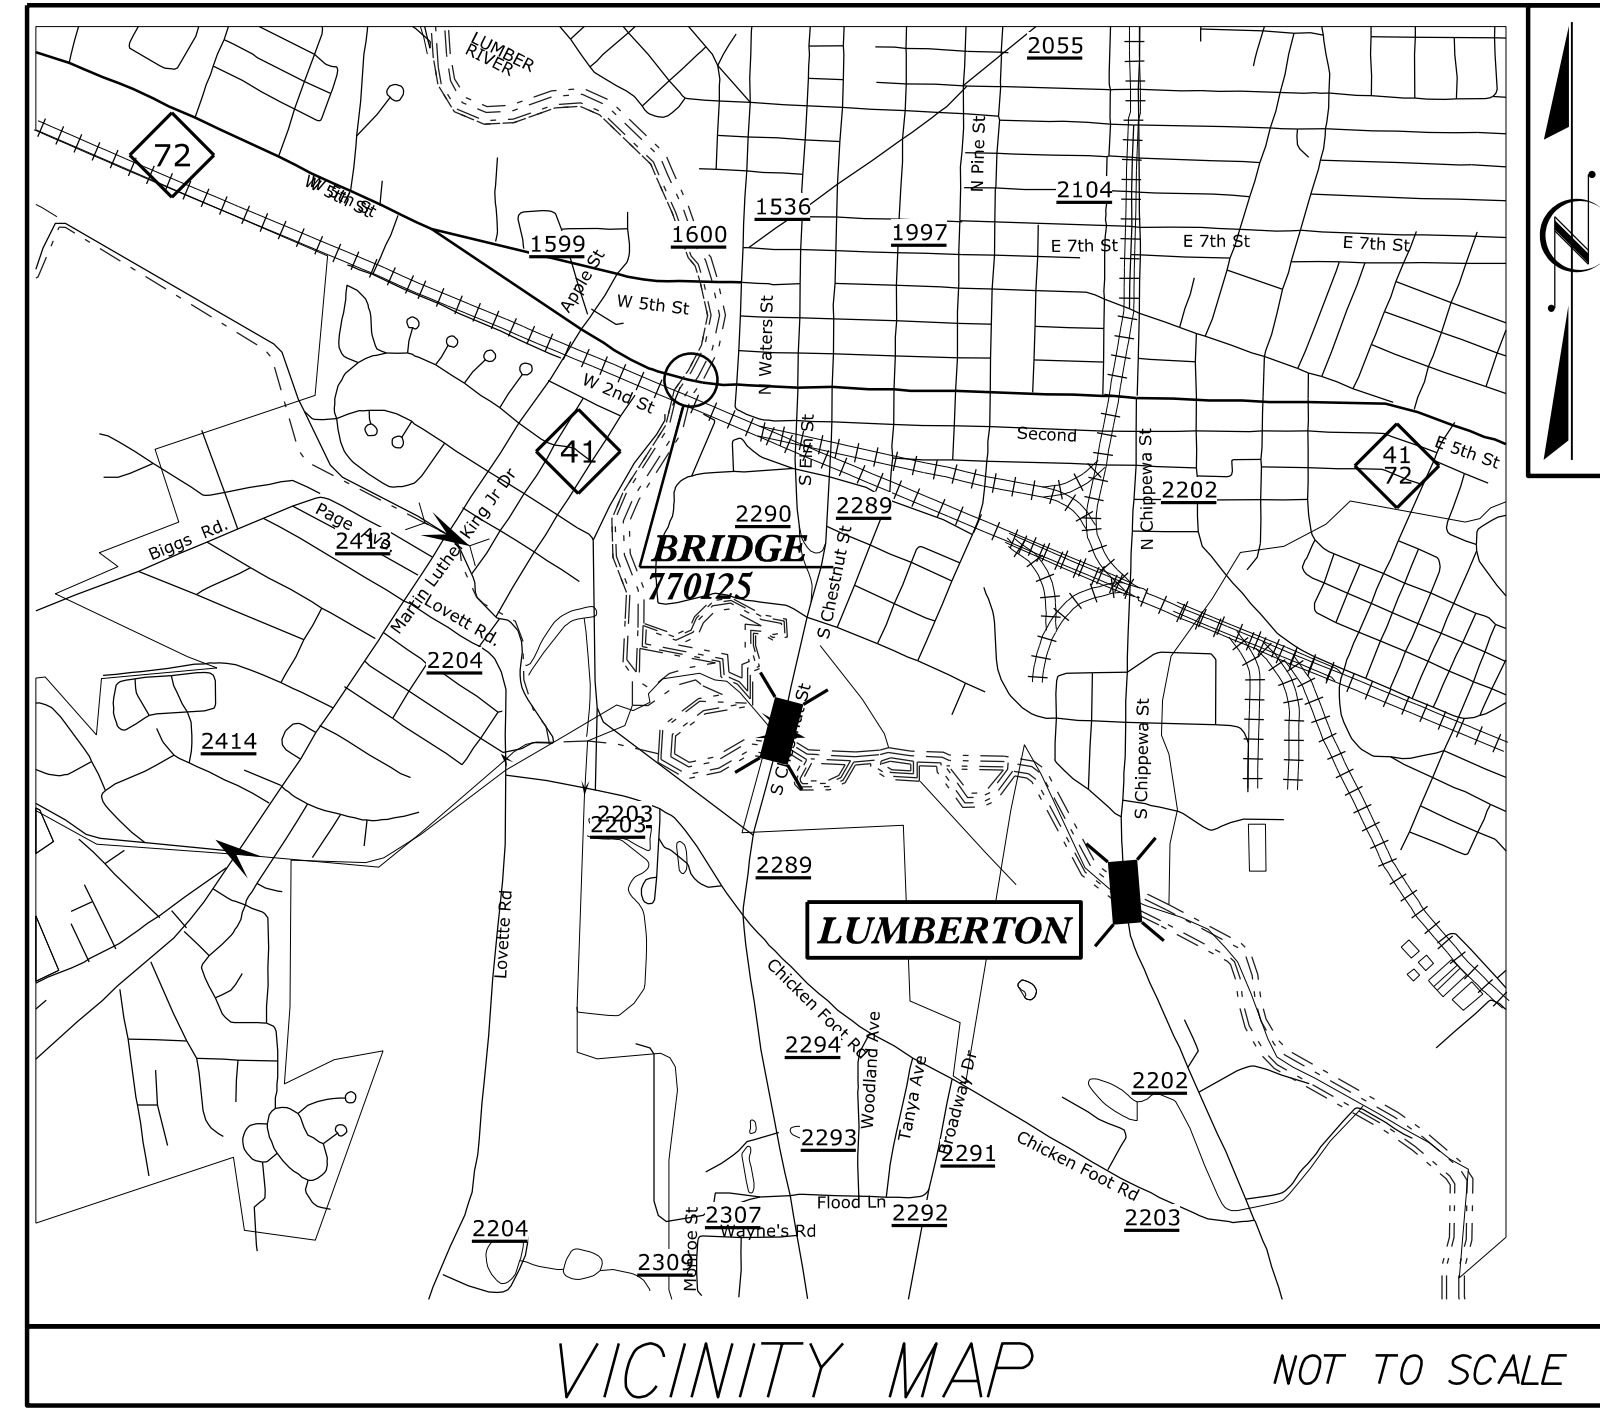 LUMBER
RIVER
2055
72
N Pine St
W 5th St
W 5th St
2104
1536
1600
1997
1599
E 7th St
E 7th St
E 7th St
Apple St
W 5th St
N Waters St
W 2nd St
41
Second
S Elm St
E 5th St
41
72
N Chippewa St
2202
2290
2289
Page Ave
2413
Biggs Rd.
Martin Luther King Jr Dr
BRIDGE
770125
S Chestnut St
Lovett Rd.
2204
2414
S Chestnut St
S Chippewa St
2203
2203
2289
LUMBERTON
Lovette Rd
Chicken Foot Rd
2294
Woodland Ave
Tanya Ave
Broadway Dr
2202
2293
2291
Chicken Foot Rd
Flood Ln
2307
2292
2203
Wayne's Rd
2204
2309
Monroe St
VICINITY MAP
NOT TO SCALE